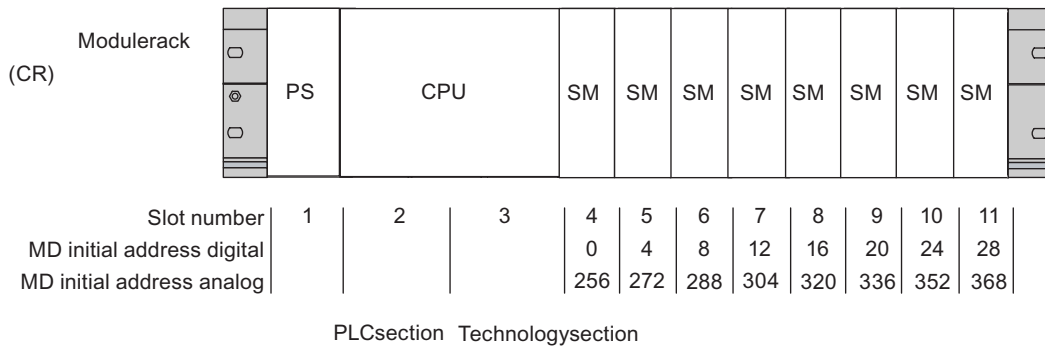 Modulerack
(CR)
PS CPU SM SM SM SM SM SM SM SM
Slot number 1 2 3 4 5 6 7 8 9 10 11
MD initial address digital 0 4 8 12 16 20 24 28
MD initial address analog 256 272 288 304 320 336 352 368
PLCsection Technologysection